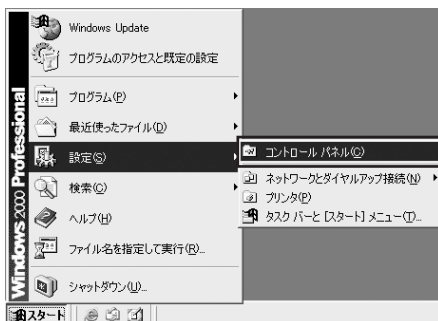 Windows Update
プログラムのアクセスと既定の設定
プログラム(P)
最近使ったファイル(D)
設定(S)
検索(C)
ヘルプ(H)
ファイル名を指定して実行(R)...
シャットダウン(U)...
コントロール パネル(C)
ネットワークとダイヤルアップ接続(N)
プリンタ(P)
タスク バーと [スタート] メニュー(T)...
Windows 2000 Professional
スタート